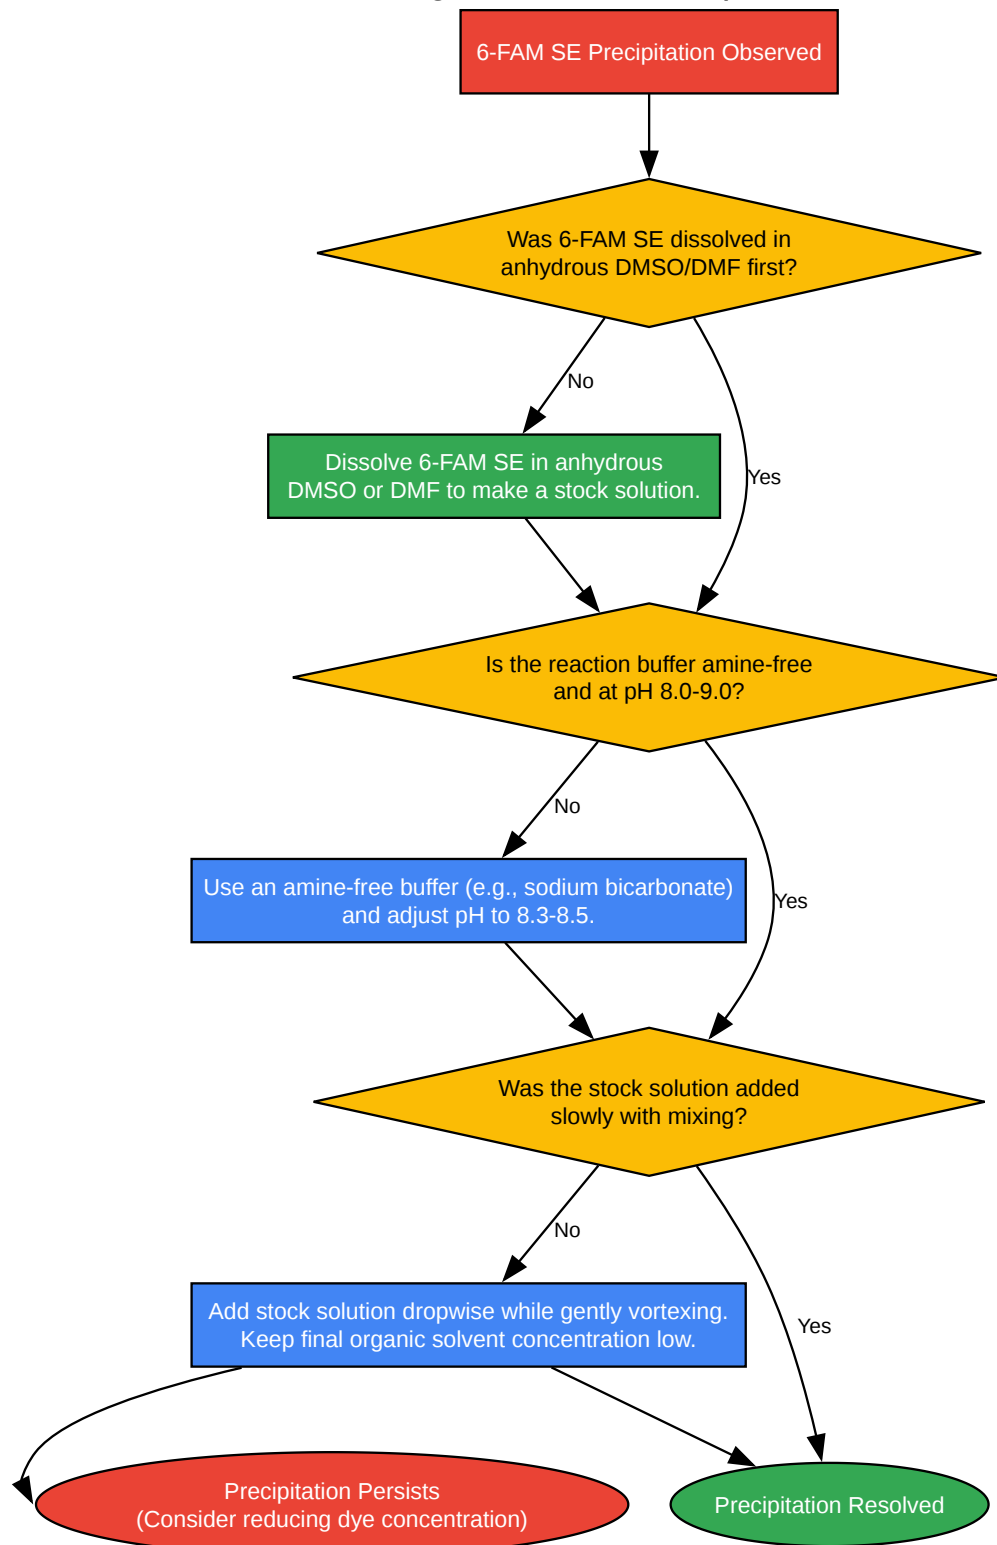 6-FAM SE Precipitation Observed
Was 6-FAM SE dissolved in
anhydrous DMSO/DMF first?
No
Yes
Dissolve 6-FAM SE in anhydrous
DMSO or DMF to make a stock solution.
Is the reaction buffer amine-free
and at pH 8.0-9.0?
No
Yes
Use an amine-free buffer (e.g., sodium bicarbonate)
and adjust pH to 8.3-8.5.
Was the stock solution added
slowly with mixing?
No
Yes
Add stock solution dropwise while gently vortexing.
Keep final organic solvent concentration low.
Precipitation Persists
(Consider reducing dye concentration)
Precipitation Resolved